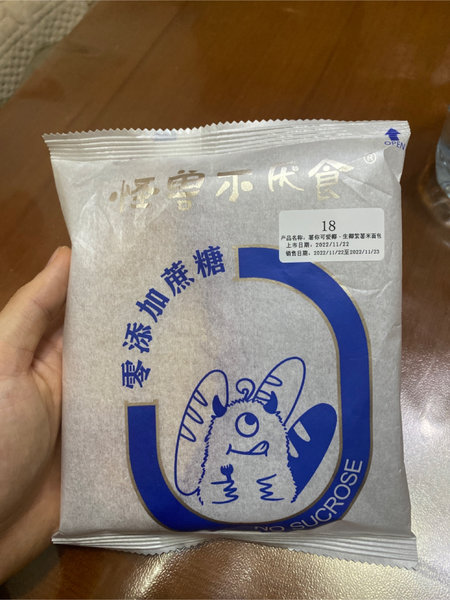 OPEN
怪兽不厌食®
18
产品名称：薯你可爱椰、生椰紫薯米面包
上市日期：2022/11/22
销售日期：2022/11/22至2022/11/23
零添加蔗糖
NO SUCROSE